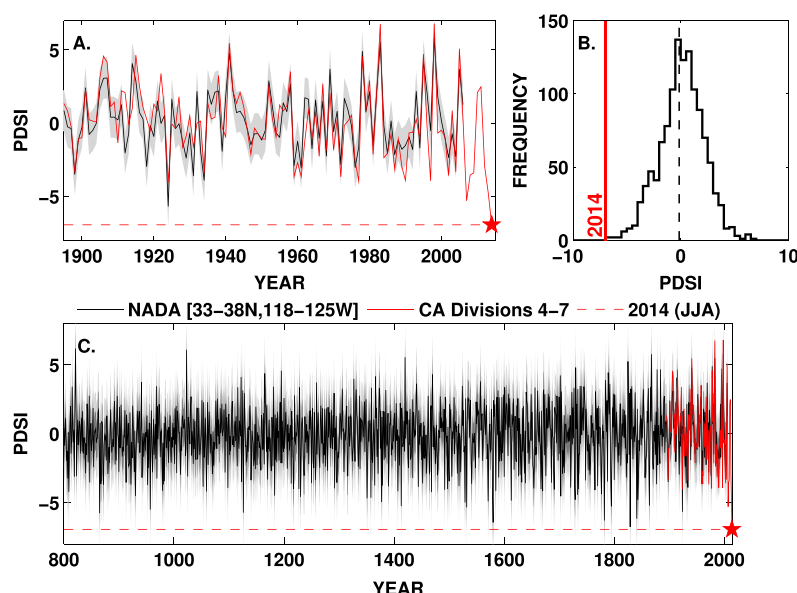 A.
PDSI
5
0
−5
1900
1920
1940
1960
1980
2000
YEAR
B.
FREQUENCY
150
100
50
0
2014
−10
0
10
PDSI
NADA [33−38N,118−125W]
CA Divisions 4−7
2014 (JJA)
C.
PDSI
5
0
−5
800
1000
1200
1400
1600
1800
2000
YEAR